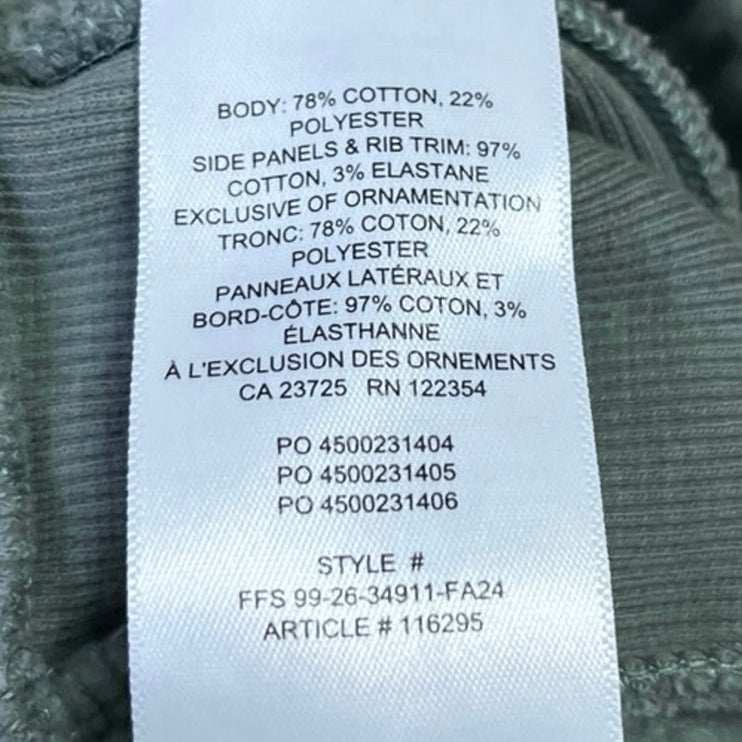 BODY: 78% COTTON, 22%
POLYESTER
SIDE PANELS & RIB TRIM: 97%
COTTON, 3% ELASTANE
EXCLUSIVE OF ORNAMENTATION
TRONC: 78% COTON, 22%
POLYESTER
PANNEAUX LATÉRAUX ET
BORD-CÔTE: 97% COTON, 3%
ÉLASTHANNE
À L'EXCLUSION DES ORNEMENTS
CA 23725 RN 122354
PO 4500231404
PO 4500231405
PO 4500231406
STYLE #
FFS 99-26-34911-FA24
ARTICLE # 116295